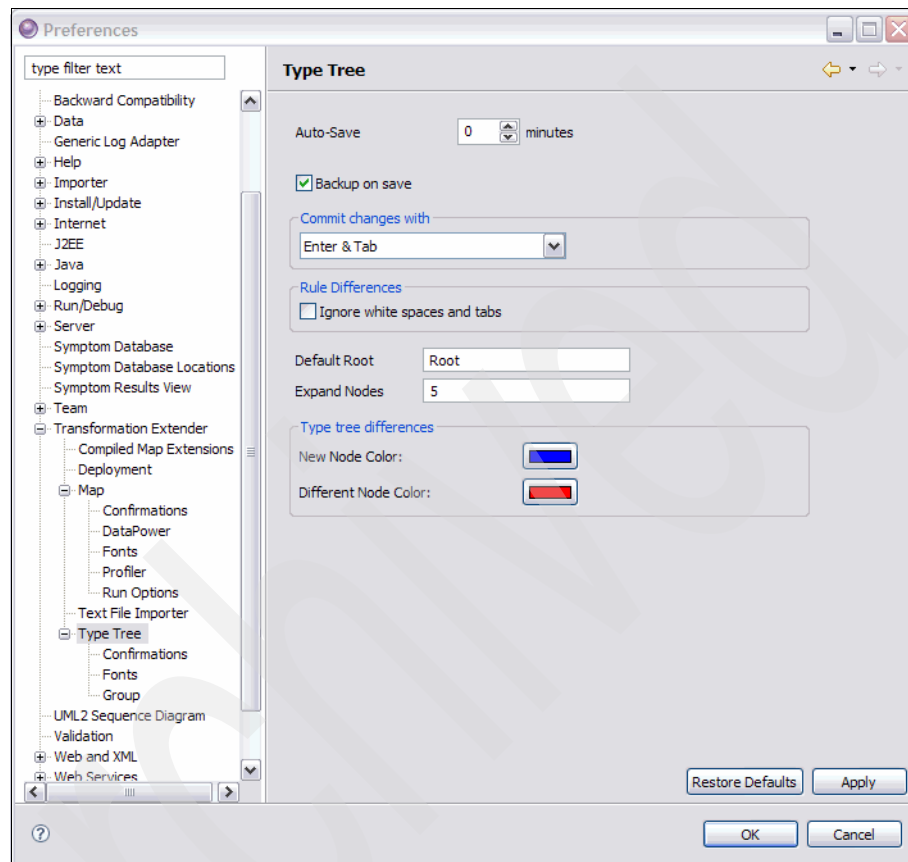 Preferences
type filter text
Backward Compatibility
Data
Generic Log Adapter
Help
Importer
Install/Update
Internet
J2EE
Java
Logging
Run/Debug
Server
Symptom Database
Symptom Database Locations
Symptom Results View
Team
Transformation Extender
Compiled Map Extensions
Deployment
Map
Confirmations
DataPower
Fonts
Profiler
Run Options
Text File Importer
Type Tree
Confirmations
Fonts
Group
UML2 Sequence Diagram
Validation
Web and XML
Web Services
Type Tree
Auto-Save 0 minutes
Backup on save
Commit changes with
Enter & Tab
Rule Differences
Ignore white spaces and tabs
Default Root Root
Expand Nodes 5
Type tree differences
New Node Color:
Different Node Color:
Restore Defaults Apply
? OK Cancel